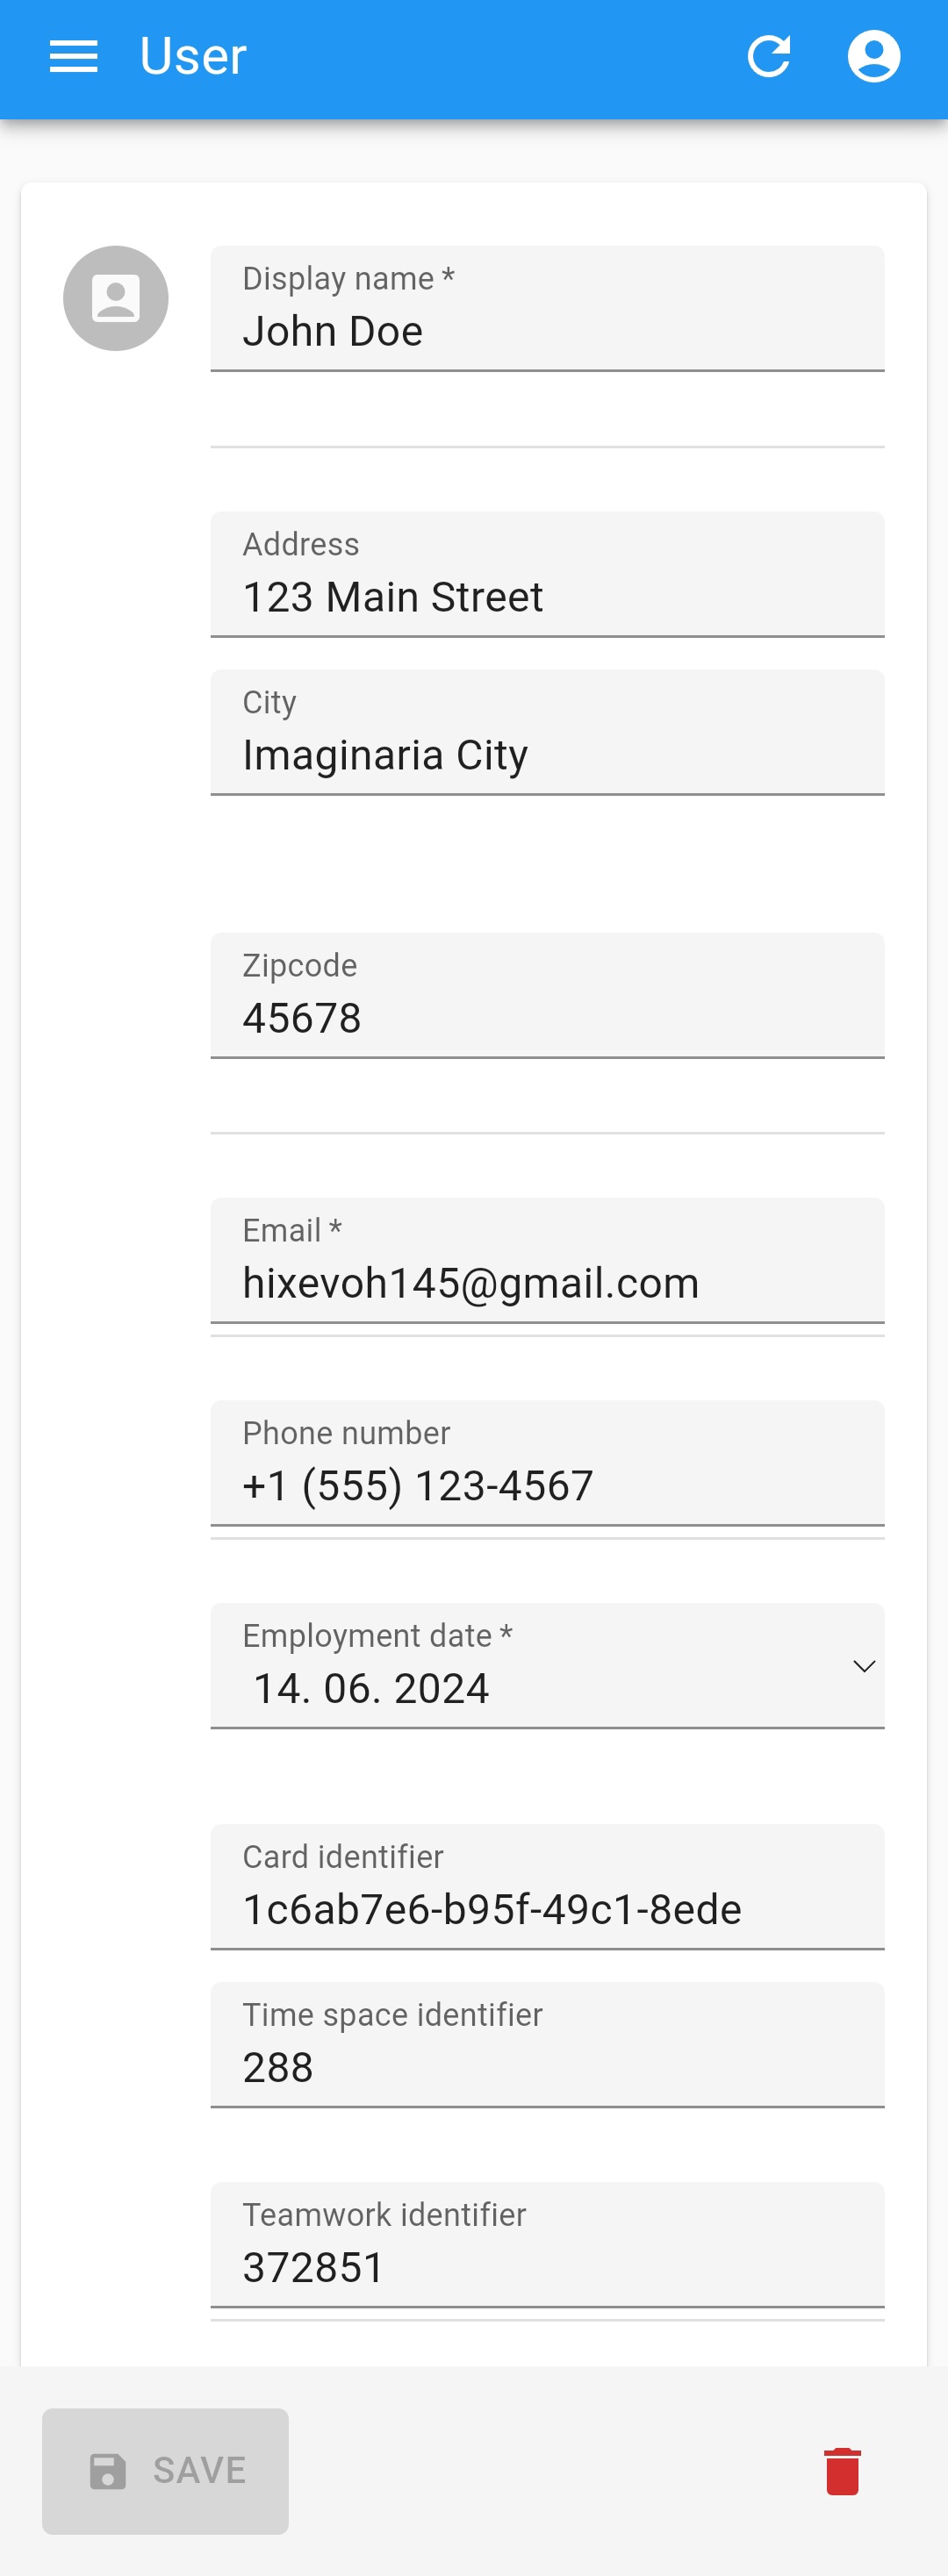 User
Display name *
John Doe
Address
123 Main Street
City
Imaginaria City
Zipcode
45678
Email *
hixevoh145@gmail.com
Phone number
+1 (555) 123-4567
Employment date *
14. 06. 2024
Card identifier
1c6ab7e6-b95f-49c1-8ede
Time space identifier
288
Teamwork identifier
372851
SAVE